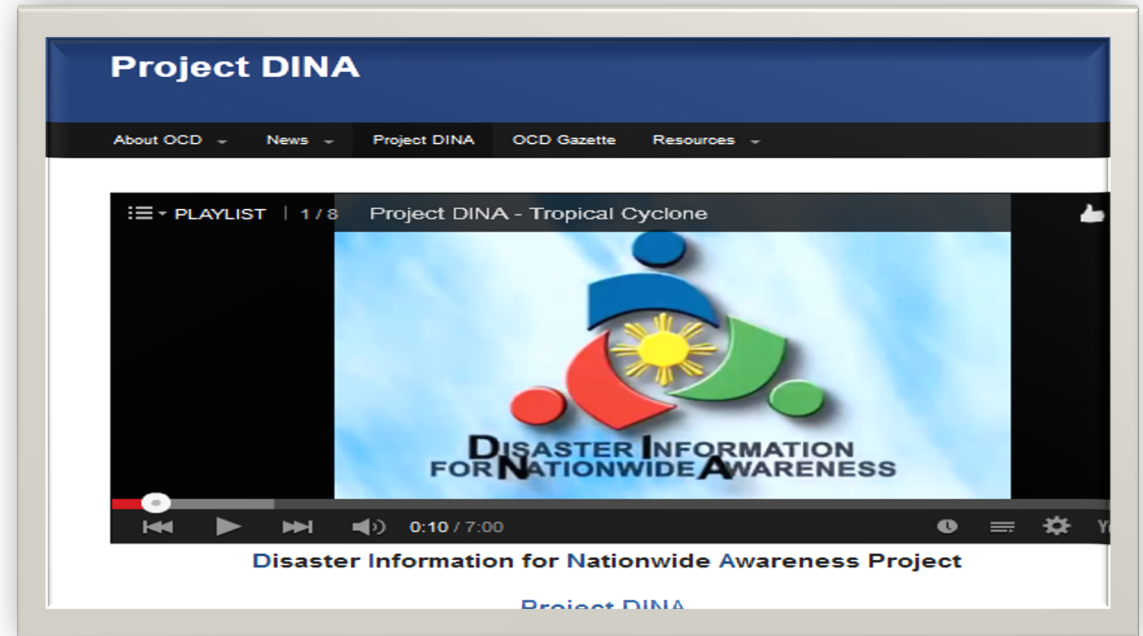 Project DINA
About OCD News Project DINA OCD Gazette Resources
PLAYLIST | 1 / 8 Project DINA - Tropical Cyclone
DISASTER INFORMATION
FOR NATIONWIDE AWARENESS
0:10 / 7:00
Disaster Information for Nationwide Awareness Project
Project DINA